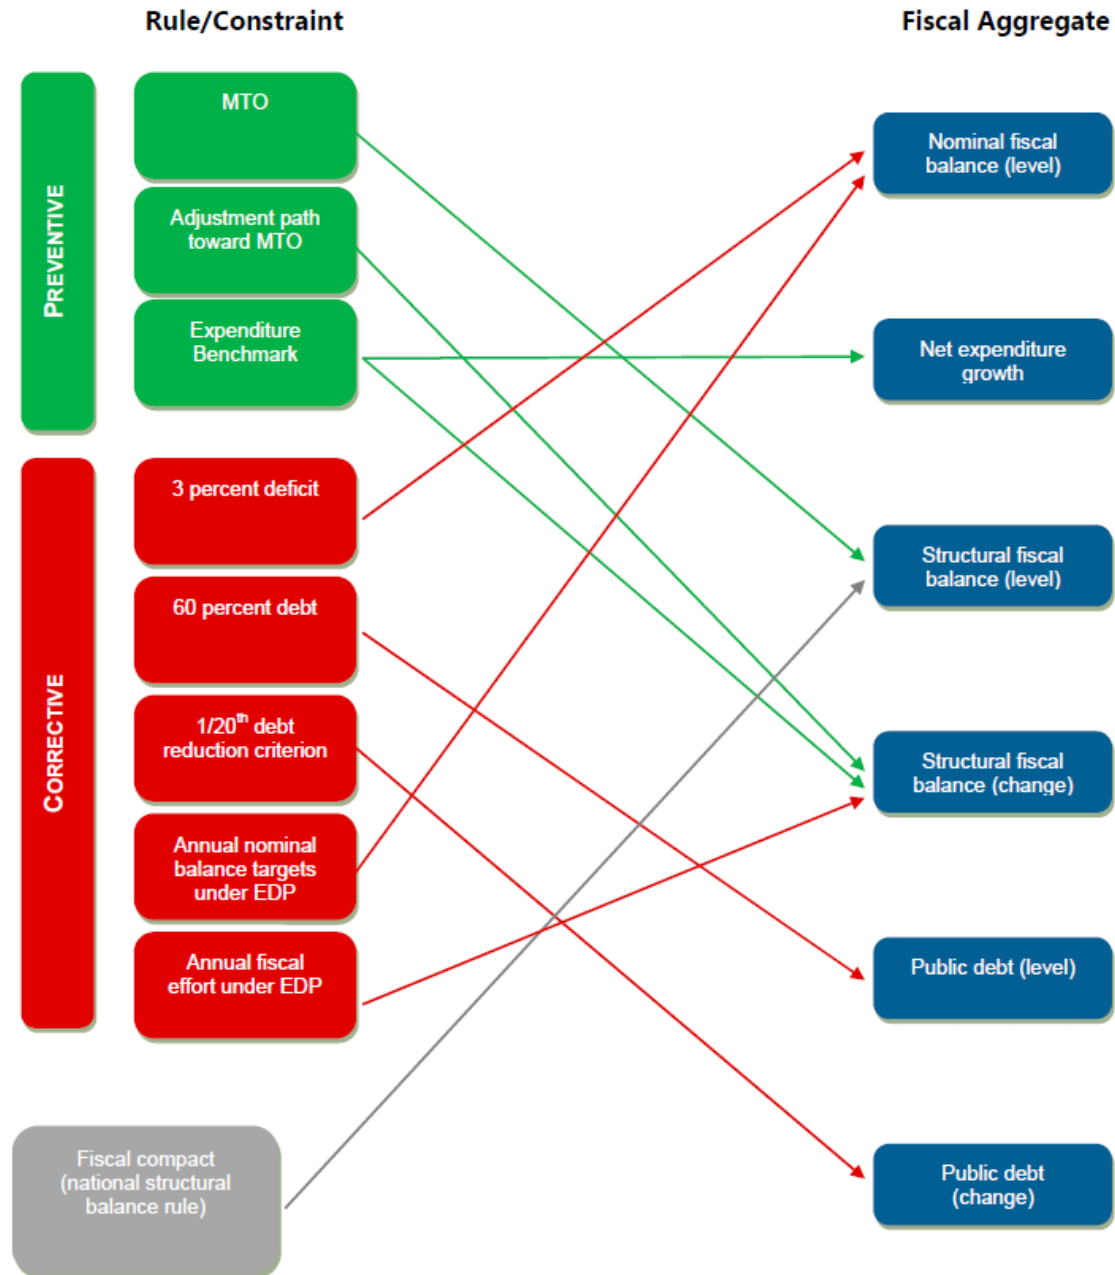 Rule/Constraint
Fiscal Aggregate
PREVENTIVE
MTO
Adjustment path
toward MTO
Expenditure
Benchmark
CORRECTIVE
3 percent deficit
60 percent debt
1/20th debt
reduction criterion
Annual nominal
balance targets
under EDP
Annual fiscal
effort under EDP
Fiscal compact
(national structural
balance rule)
Nominal fiscal
balance (level)
Net expenditure
growth
Structural fiscal
balance (level)
Structural fiscal
balance (change)
Public debt (level)
Public debt
(change)